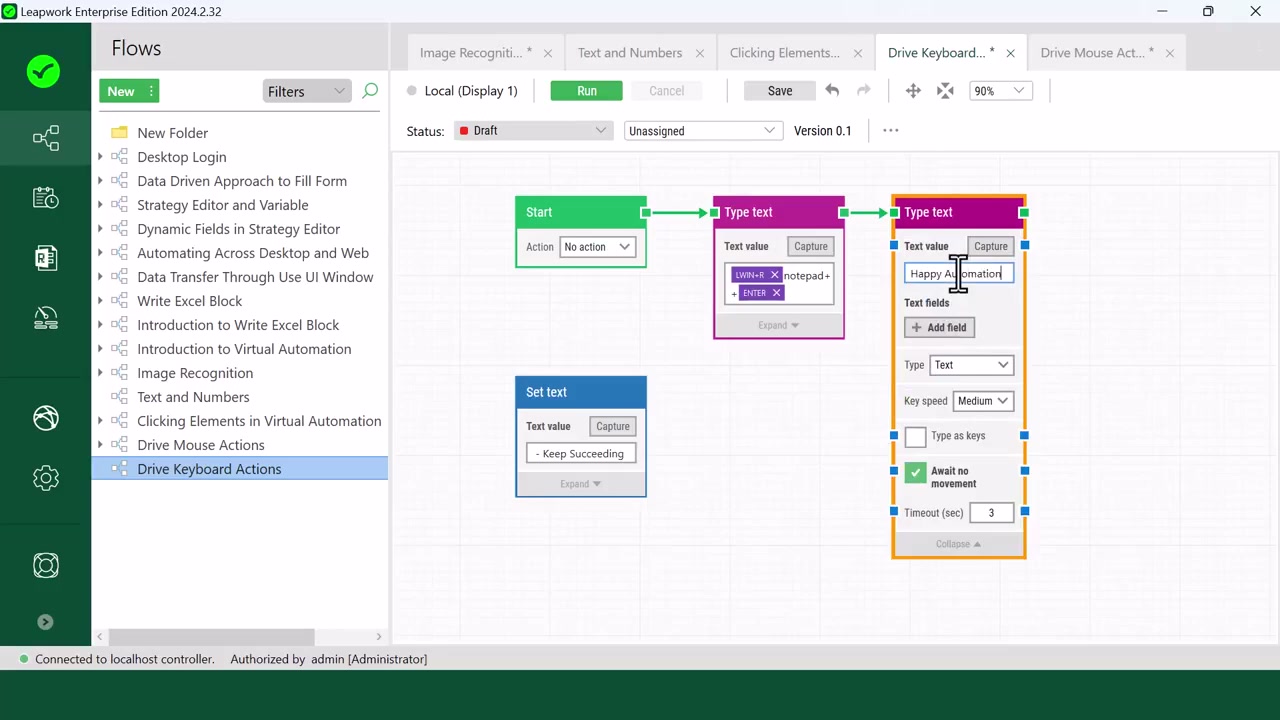 Leapwork Enterprise Edition 2024.2.32
Flows
New
Filters
New Folder
Desktop Login
Data Driven Approach to Fill Form
Strategy Editor and Variable
Dynamic Fields in Strategy Editor
Automating Across Desktop and Web
Data Transfer Through Use UI Window
Write Excel Block
Introduction to Write Excel Block
Introduction to Virtual Automation
Image Recognition
Text and Numbers
Clicking Elements in Virtual Automation
Drive Mouse Actions
Drive Keyboard Actions
Image Recogniti... *
Text and Numbers
Clicking Elements...
Drive Keyboard... *
Drive Mouse Act... *
Local (Display 1)
Run
Cancel
Save
90%
Status:
Draft
Unassigned
Version 0.1
Start
Action
No action
Type text
Text value
Capture
LWIN+R
notepad+
+
ENTER
Expand
Set text
Text value
Capture
- Keep Succeeding
Expand
Type text
Text value
Capture
Happy Automation
Text fields
+ Add field
Type
Text
Key speed
Medium
Type as keys
Await no
movement
Timeout (sec)
3
Collapse
Connected to localhost controller.
Authorized by admin [Administrator]